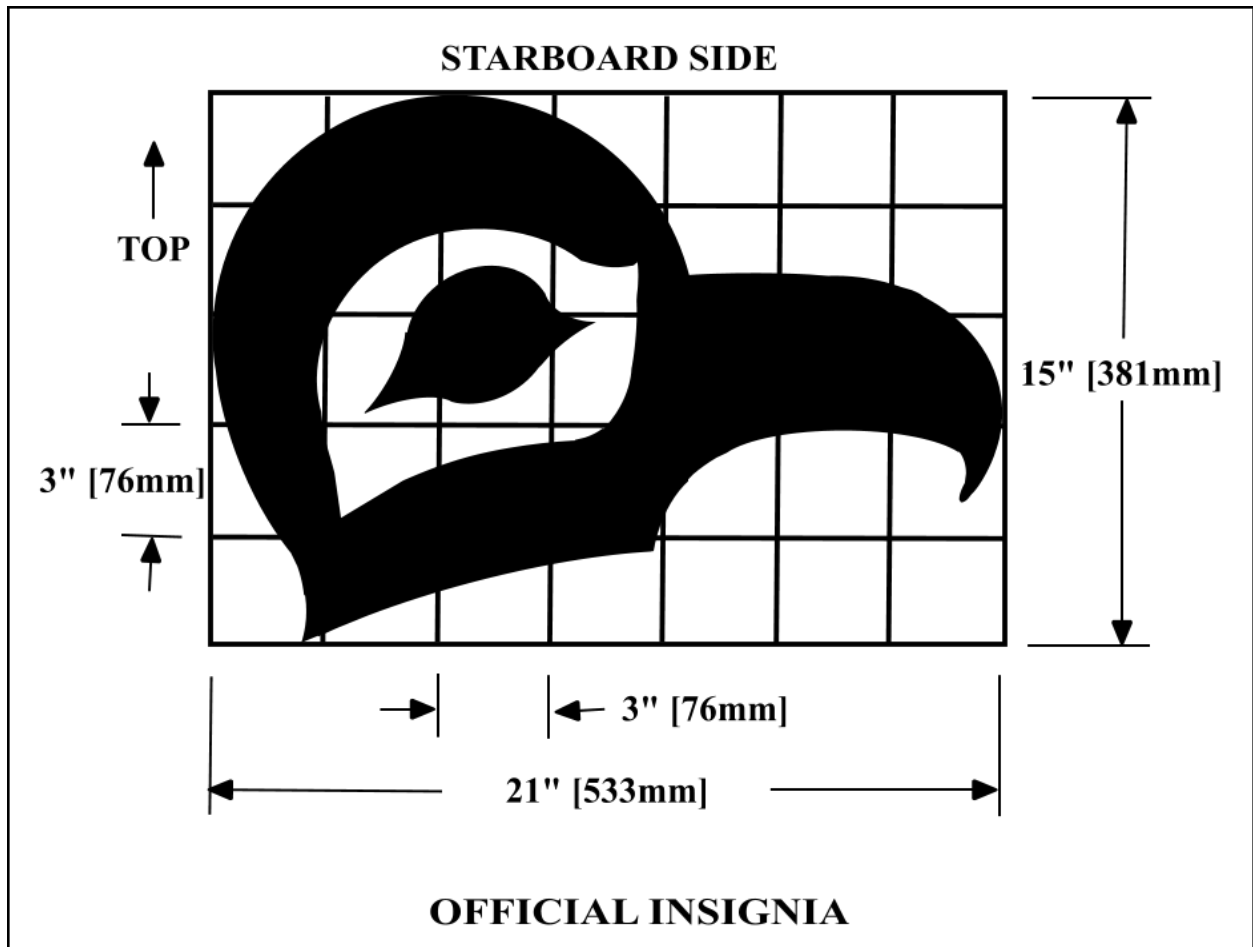 STARBOARD SIDE
TOP
15" [381mm]
3" [76mm]
3" [76mm]
21" [533mm]
OFFICIAL INSIGNIA